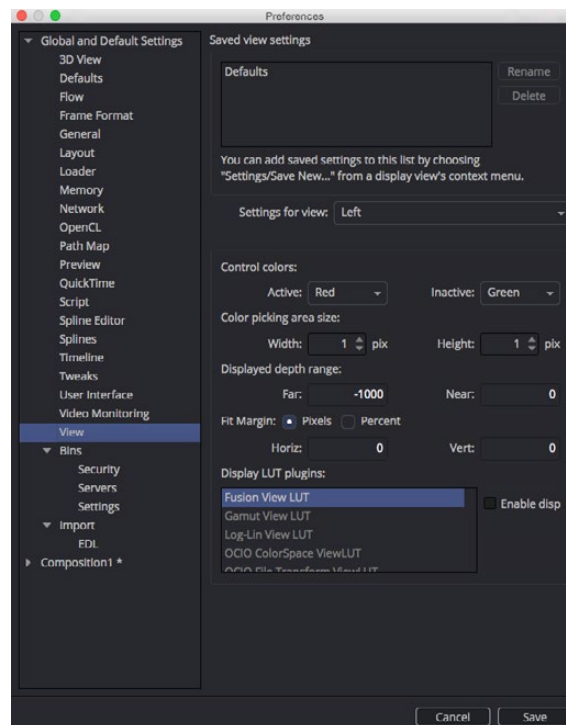 Preferences
Global and Default Settings
3D View
Defaults
Flow
Frame Format
General
Layout
Loader
Memory
Network
OpenCL
Path Map
Preview
QuickTime
Script
Spline Editor
Splines
Timeline
Tweaks
User Interface
Video Monitoring
View
Bins
Security
Servers
Settings
Import
EDL
Composition1 *
Saved view settings
Defaults
Rename
Delete
You can add saved settings to this list by choosing
"Settings/Save New..." from a display view's context menu.
Settings for view: Left
Control colors:
Active: Red Inactive: Green
Color picking area size:
Width: 1 pix Height: 1 pix
Displayed depth range:
Far: -1000 Near: 0
Fit Margin: Pixels Percent
Horiz: 0 Vert: 0
Display LUT plugins:
Fusion View LUT
Enable disp
Gamut View LUT
Log-Lin View LUT
OCIO ColorSpace ViewLUT
OCIO File Transform ViewLUT
Cancel Save